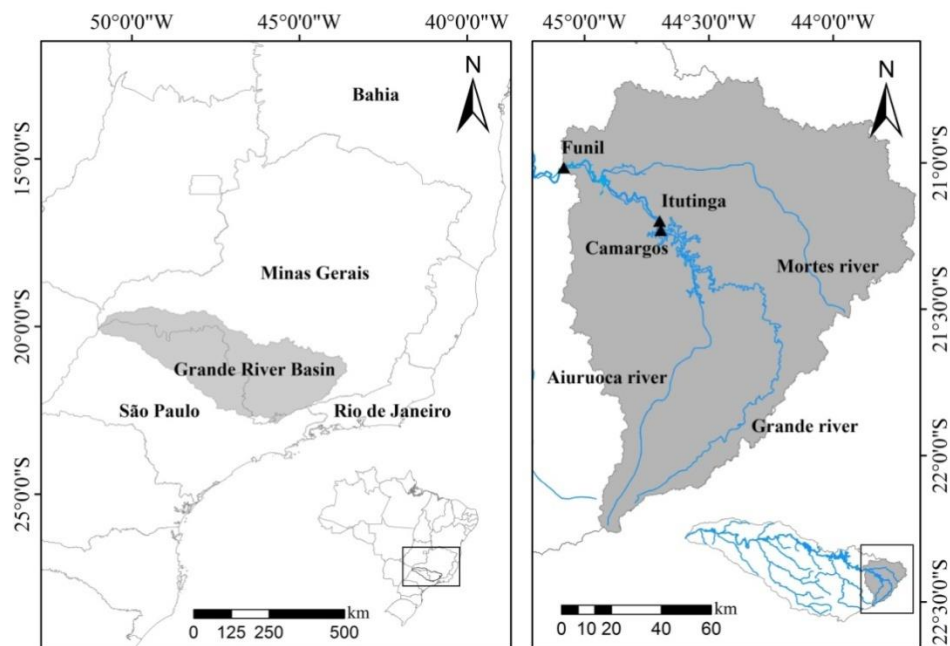 50°0'0"W 45°0'0"W 40°0'0"W
15°0'0"S
20°0'0"S
25°0'0"S
N
Bahia
Minas Gerais
Grande River Basin
São Paulo
Rio de Janeiro
km
0 125 250 500
45°0'0"W 44°30'0"W 44°0'0"W
21°0'0"S
21°30'0"S
22°0'0"S
22°30'0"S
N
Funil
Itutinga
Camargos
Mortes river
Aiuruoca river
Grande river
km
0 10 20 40 60